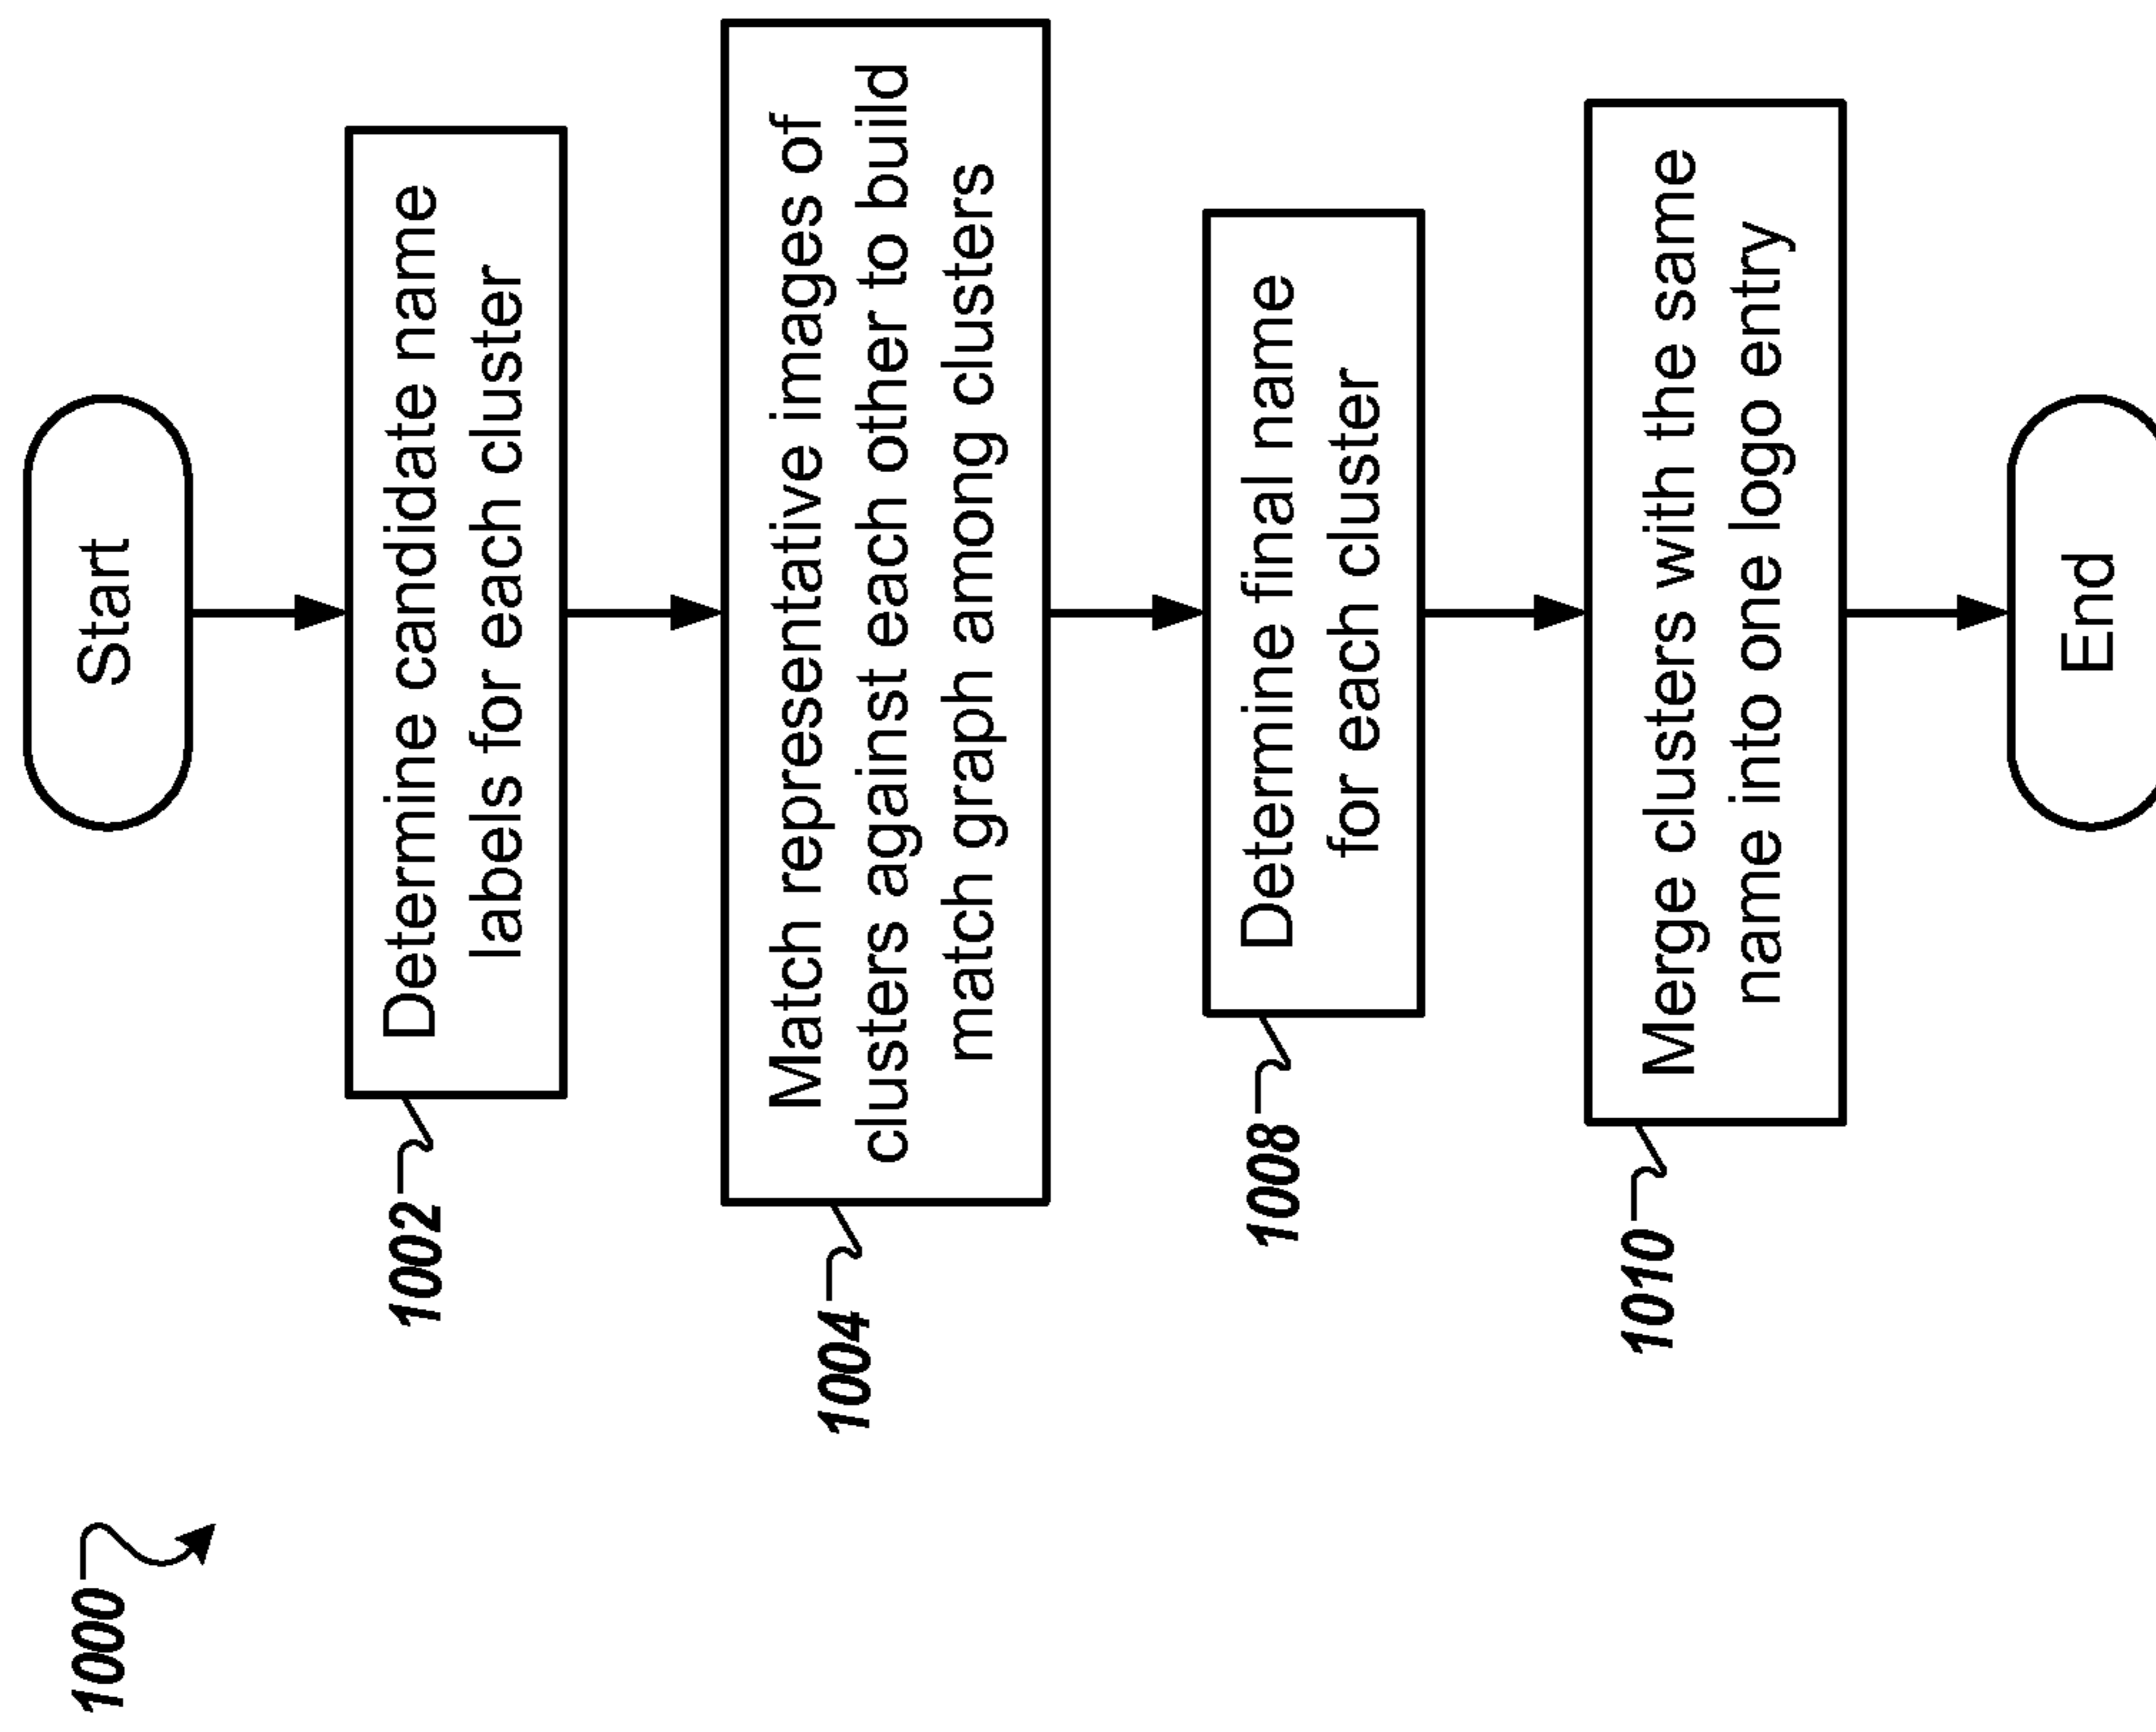 1000
Start
1002
Determine candidate name
labels for each cluster
1004
Match representative images of
clusters against each other to build
match graph among clusters
1008
Determine final name
for each cluster
1010
Merge clusters with the same
name into one logo entry
End